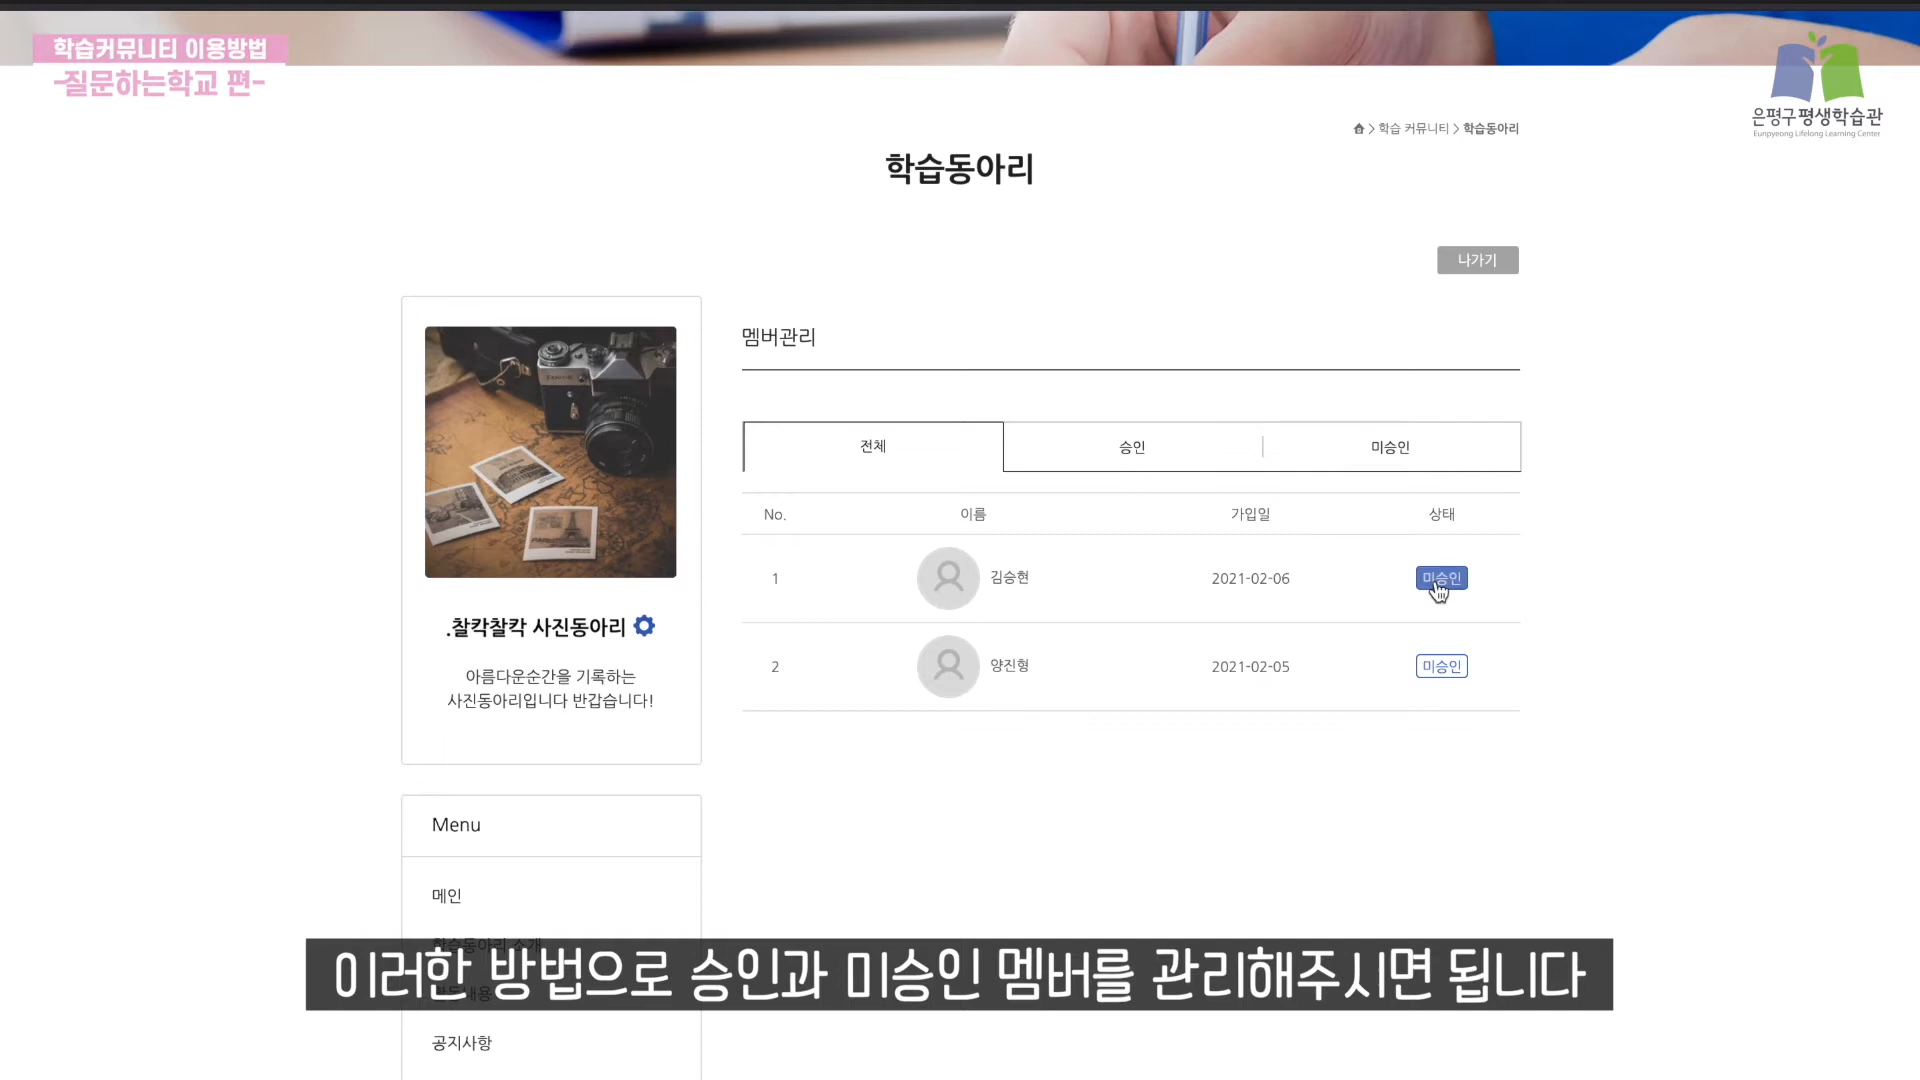 학습커뮤니티 이용방법
-질문하는학교 편-
은평구 평생학습관
Eunpyeong Lifelong Learning Center
> 학습 커뮤니티 > 학습동아리
학습동아리
나가기
.찰칵찰칵 사진동아리
아름다운순간을 기록하는
사진동아리입니다 반갑습니다!
멤버관리
전체 승인 미승인
No. 이름 가입일 상태
1 김승현 2021-02-06 미승인
2 양진형 2021-02-05 미승인
Menu
메인
학습동아리 소개
공지사항
이러한 방법으로 승인과 미승인 멤버를 관리해주시면 됩니다